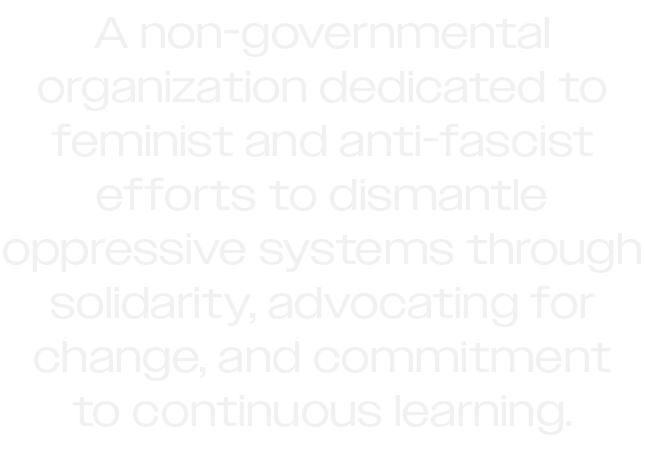 A non-governmental
organization dedicated to
feminist and anti-fascist
efforts to dismantle
oppressive systems through
solidarity, advocating for
change, and commitment
to continuous learning.